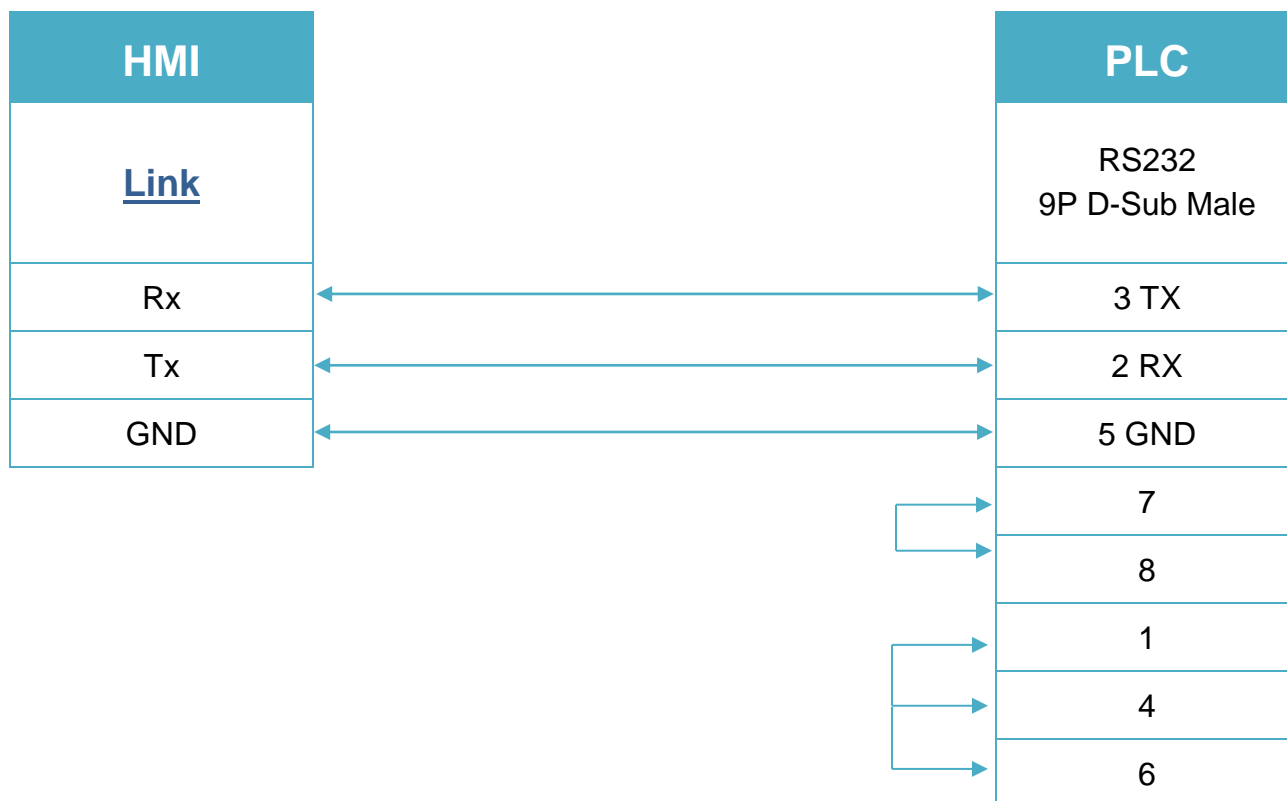 HMI
PLC
Link
RS232
9P D-Sub Male
Rx
3 TX
Tx
2 RX
GND
5 GND
7
8
1
4
6